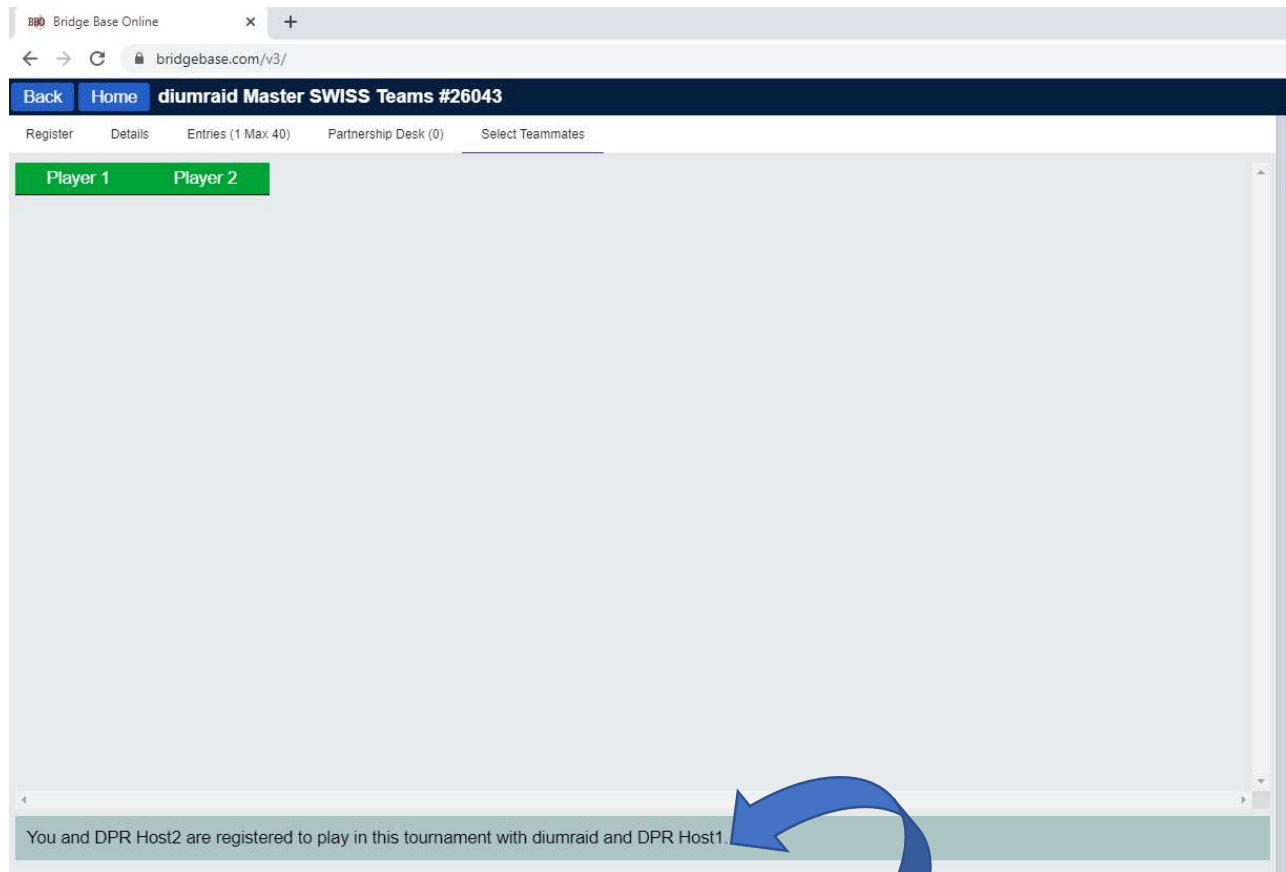 BBO Bridge Base Online
bridgebase.com/v3/
Back Home diumraid Master SWISS Teams #26043
Register Details Entries (1 Max 40) Partnership Desk (0) Select Teammates
Player 1 Player 2
You and DPR Host2 are registered to play in this tournament with diumraid and DPR Host1.